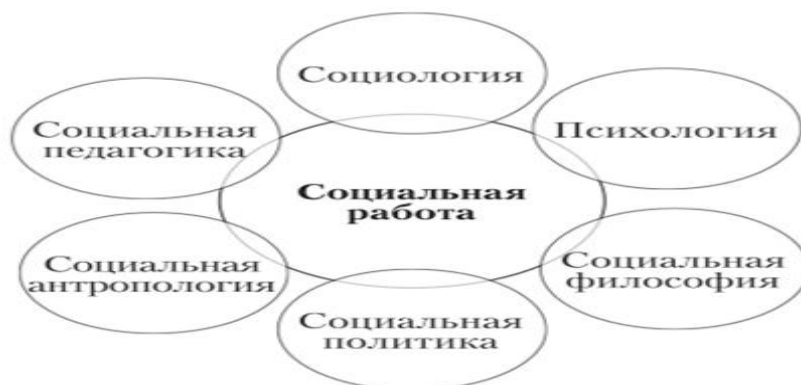 Социология
Социальная
педагогика
Психология
Социальная
работа
Социальная
антропология
Социальная
философия
Социальная
политика